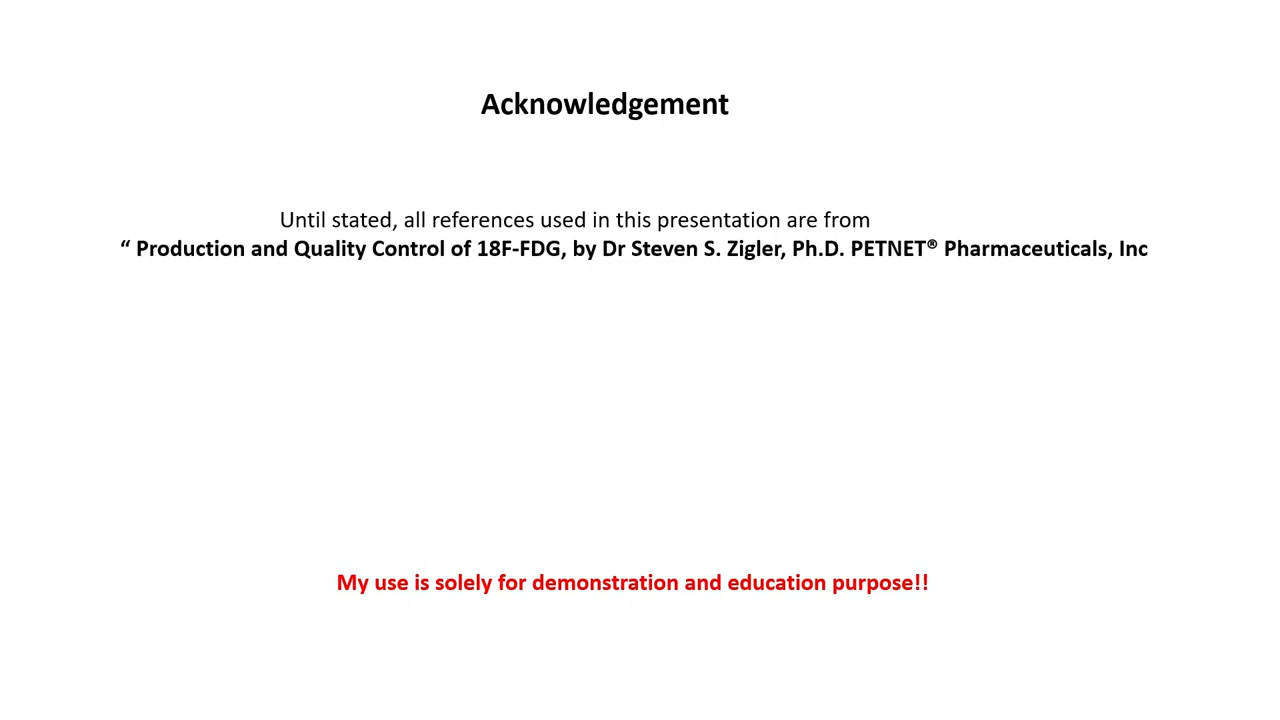 Acknowledgement
Until stated, all references used in this presentation are from
“ Production and Quality Control of 18F-FDG, by Dr Steven S. Zigler, Ph.D. PETNET® Pharmaceuticals, Inc
My use is solely for demonstration and education purpose!!